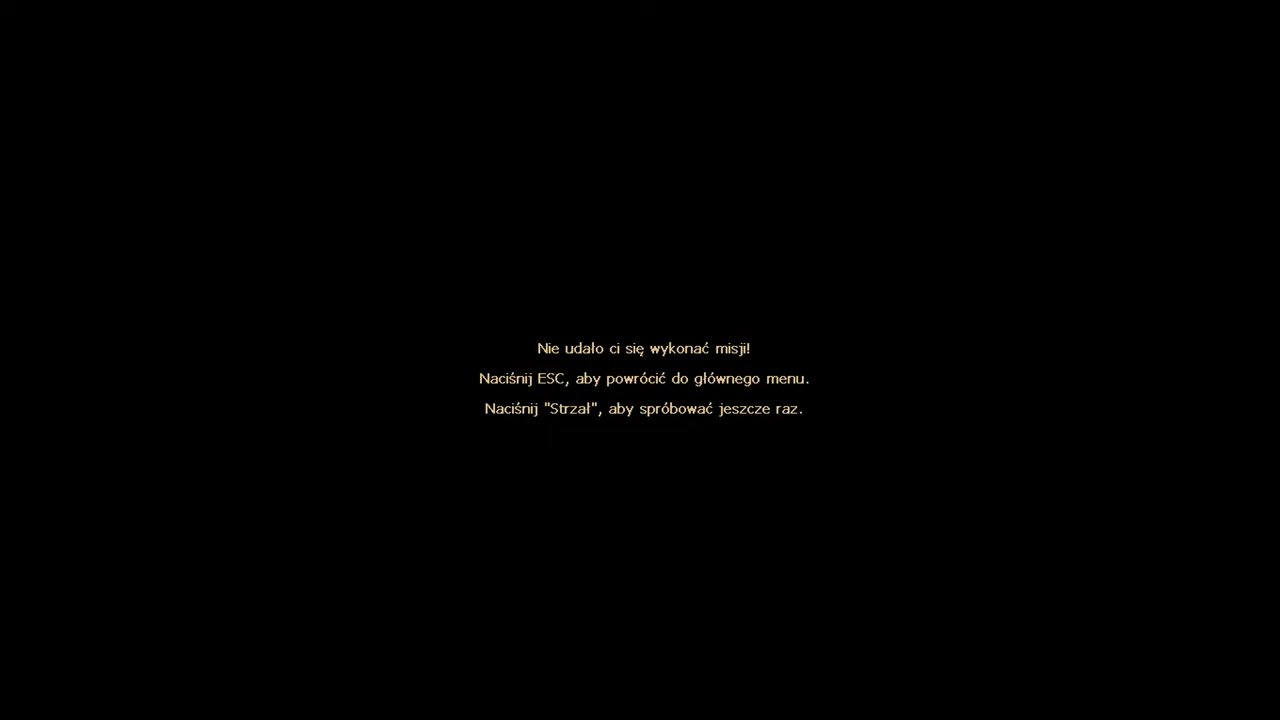 Nie udało ci się wykonać misji!
Naciśnij ESC, aby powrócić do głównego menu.
Naciśnij "Strzał", aby spróbować jeszcze raz.